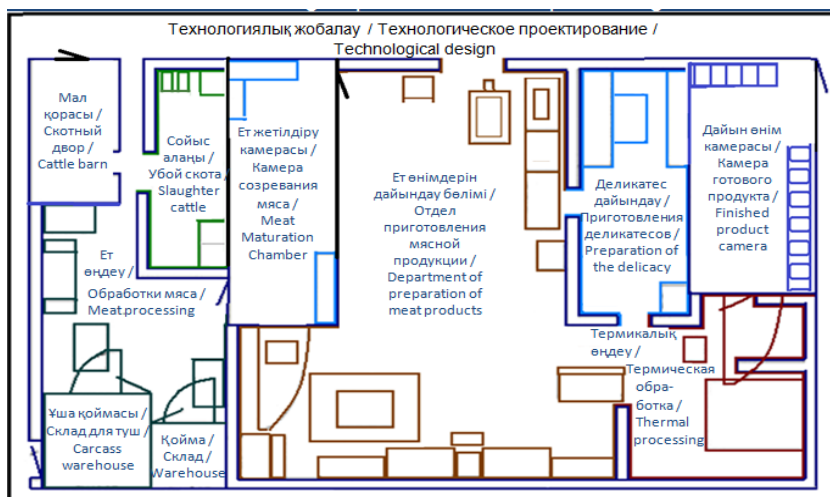 Технологиялық жобалау / Технологическое проектирование /
Technological design
Мал
қорасы /
Скотный
двор /
Cattle barn
Сойыс
алаңы /
Убой скота /
Slaughter
cattle
Ет жетілдіру
камерасы /
Камера
созревания
мяса /
Meat
Maturation
Chamber
Ет өнімдерін
дайындау бөлімі /
Отдел
приготовления
мясной
продукции /
Department of
preparation of
meat products
Деликатес
дайындау /
Приготовления
деликатесов /
Preparation of
the delicacy
Дайын өнім
камерасы /
Камера
готового
продукта /
Finished
product
camera
Ет
өңдеу /
Обработки мяса /
Meat.processing
Термикалық
өңдеу /
Термическая
обра-
ботка /
Thermal
processing
Ұша қоймасы /
Склад для туш /
Carcass
warehouse
Қойма /
Склад /
Warehouse